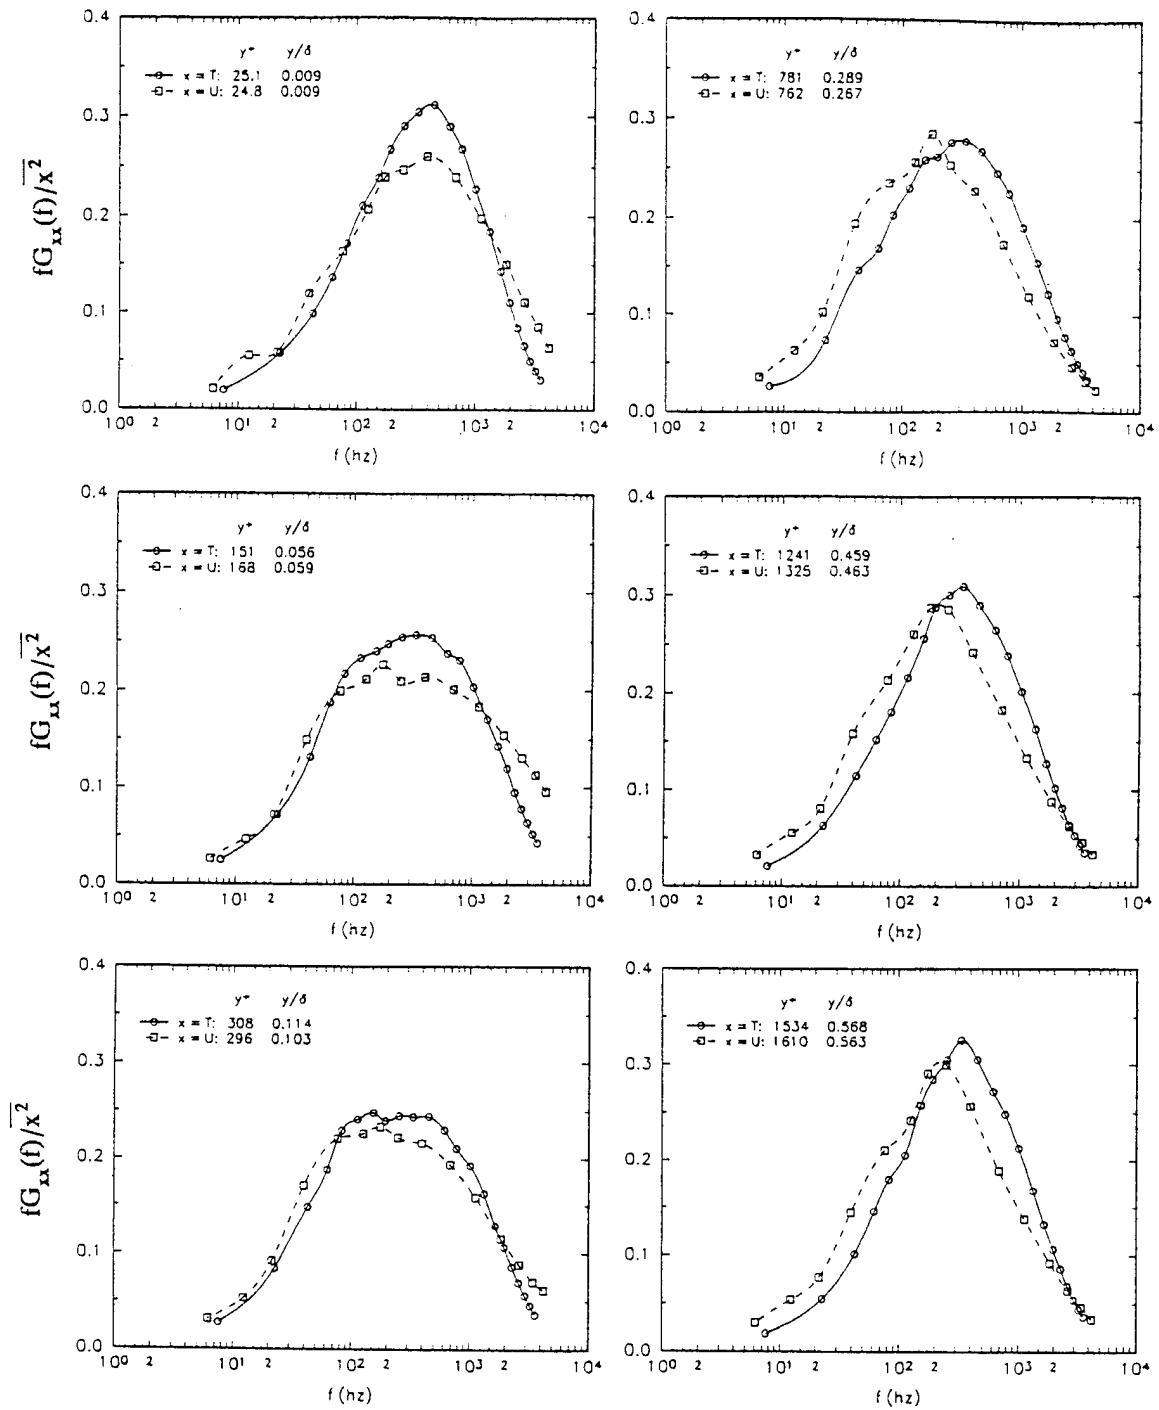 0.4
y+ y/δ
x = T: 25.1 0.009
x = U: 24.8 0.009
0.3
0.2
0.1
0.0
10⁰ 2 10¹ 2 10² 2 10³ 2 10⁴
f (hz)
fGxx(f)/x²
0.4
y+ y/δ
x = T: 781 0.289
x = U: 762 0.267
0.3
0.2
0.1
0.0
10⁰ 2 10¹ 2 10² 2 10³ 2 10⁴
f (hz)
0.4
y+ y/δ
x = T: 151 0.056
x = U: 168 0.059
0.3
0.2
0.1
0.0
10⁰ 2 10¹ 2 10² 2 10³ 2 10⁴
f (hz)
fGxx(f)/x²
0.4
y+ y/δ
x = T: 1241 0.459
x = U: 1325 0.463
0.3
0.2
0.1
0.0
10⁰ 2 10¹ 2 10² 2 10³ 2 10⁴
f (hz)
0.4
y+ y/δ
x = T: 308 0.114
x = U: 296 0.103
0.3
0.2
0.1
0.0
10⁰ 2 10¹ 2 10² 2 10³ 2 10⁴
f (hz)
fGxx(f)/x²
0.4
y+ y/δ
x = T: 1534 0.568
x = U: 1610 0.563
0.3
0.2
0.1
0.0
10⁰ 2 10¹ 2 10² 2 10³ 2 10⁴
f (hz)